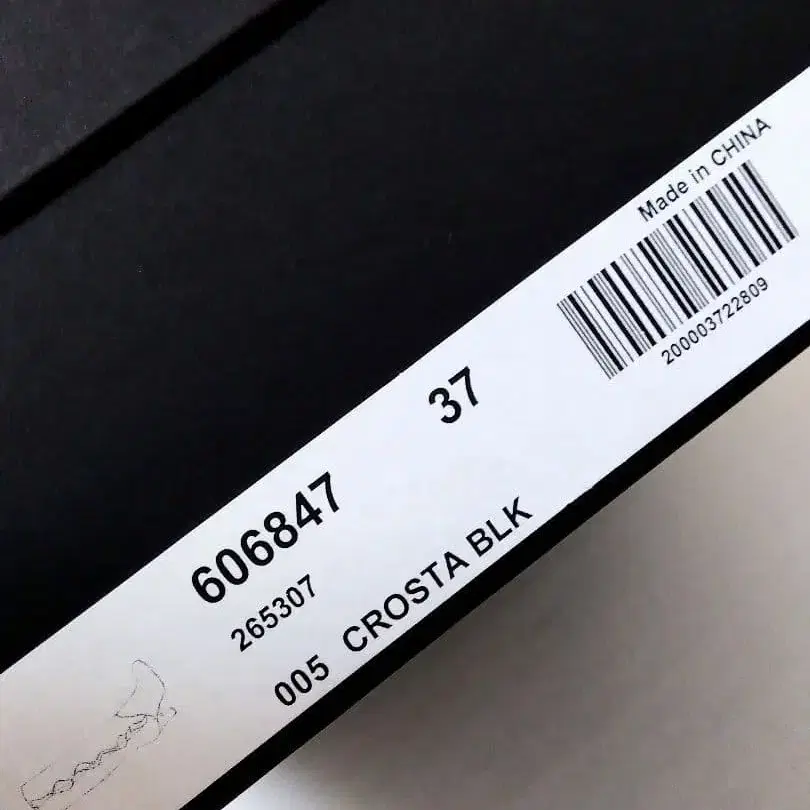 Made in CHINA
200003722809
37
606847
265307
005 CROSTA BLK